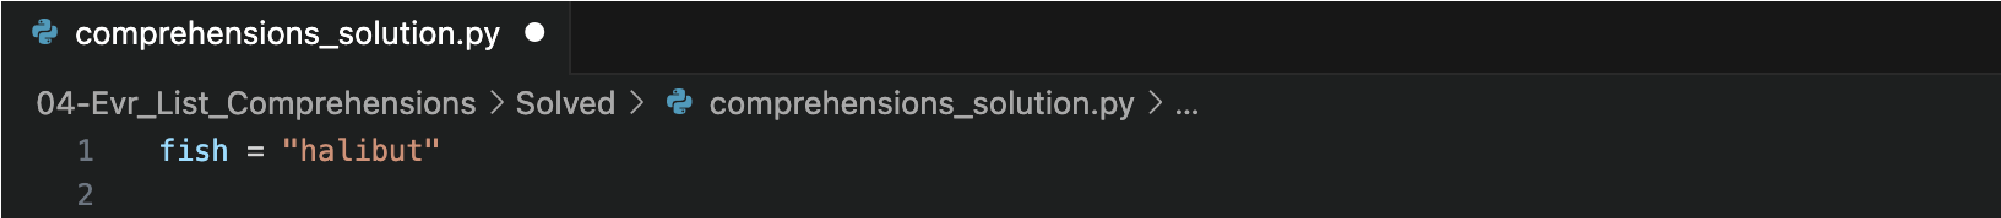 comprehensions_solution.py
04-Evr_List_Comprehensions > Solved > comprehensions_solution.py > ...
1 fish = "halibut"
2